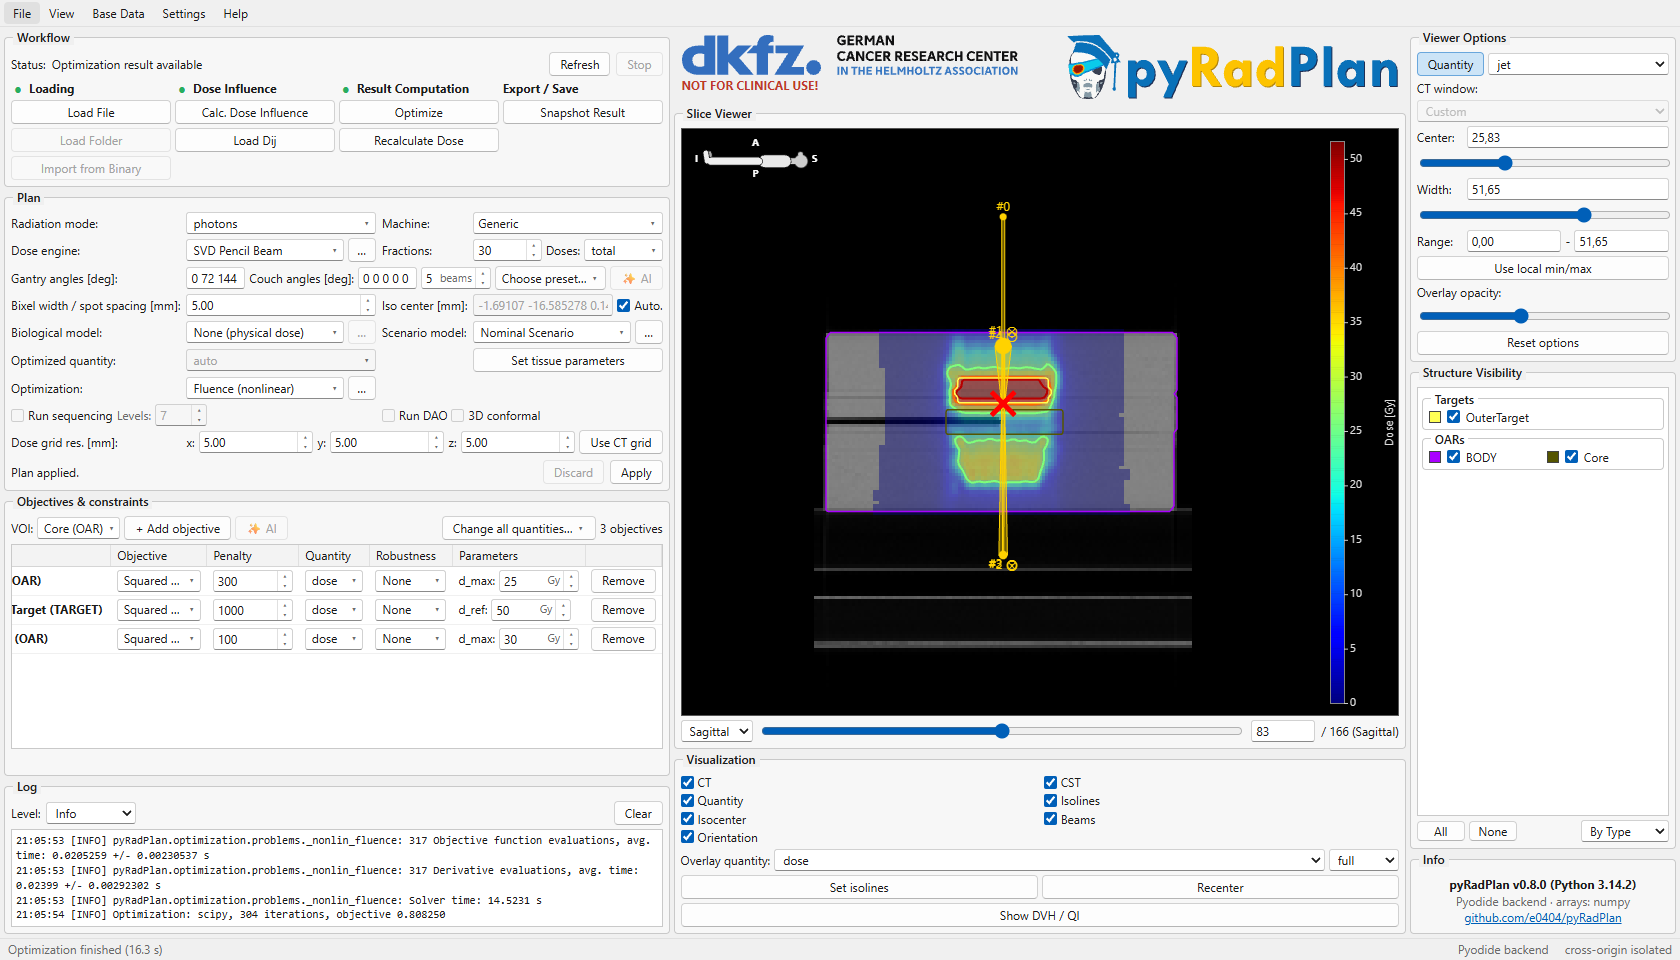 File View Base Data Settings Help
Workflow
Status: Optimization result available Refresh Stop
Loading Dose Influence Result Computation Export / Save
Load File Calc. Dose Influence Optimize Snapshot Result
Load Folder Load Dij Recalculate Dose
Import from Binary
Plan
Radiation mode: photons Machine: Generic
Dose engine: SVD Pencil Beam ... Fractions: 30 Doses: total
Gantry angles [deg]: 0 72 144 Couch angles [deg]: 0 0 0 0 0 5 beams Choose preset... AI
Bixel width / spot spacing [mm]: 5.00 Iso center [mm]: -1.69107 -16.585278 0.1 Auto.
Biological model: None (physical dose) ... Scenario model: Nominal Scenario ...
Optimized quantity: auto Set tissue parameters
Optimization: Fluence (nonlinear) ...
Run sequencing Levels: 7 Run DAO 3D conformal
Dose grid res. [mm]: x: 5.00 y: 5.00 z: 5.00 Use CT grid
Plan applied. Discard Apply
Objectives & constraints
VOI: Core (OAR) + Add objective AI Change all quantities... 3 objectives
Objective Penalty Quantity Robustness Parameters
OAR) Squared ... 300 dose None d_max: 25 Gy Remove
Target (TARGET) Squared ... 1000 dose None d_ref: 50 Gy Remove
(OAR) Squared ... 100 dose None d_max: 30 Gy Remove
Log
Level: Info Clear
21:05:53 [INFO] pyRadPlan.optimization.problems._nonlin_fluence: 317 Objective function evaluations, avg.
time: 0.0205259 +/- 0.00230537 s
21:05:53 [INFO] pyRadPlan.optimization.problems._nonlin_fluence: 317 Derivative evaluations, avg. time:
0.02399 +/- 0.00292302 s
21:05:53 [INFO] pyRadPlan.optimization.problems._nonlin_fluence: Solver time: 14.5231 s
21:05:54 [INFO] Optimization: scipy, 304 iterations, objective 0.808250
Optimization finished (16.3 s)
dkfz.
NOT FOR CLINICAL USE!
GERMAN
CANCER RESEARCH CENTER
IN THE HELMHOLTZ ASSOCIATION
pyRadPlan
Slice Viewer
A
I S
P
#0
#3
50
45
40
35
30
25
20
15
10
5
0
Dose [Gy]
Sagittal 83 / 166 (Sagittal)
Visualization
CT CST
Quantity Isolines
Isocenter Beams
Orientation
Overlay quantity: dose full
Set isolines Recenter
Show DVH / QI
Viewer Options
Quantity jet
CT window:
Custom
Center: 25,83
Width: 51,65
Range: 0,00 - 51,65
Use local min/max
Overlay opacity:
Reset options
Structure Visibility
Targets
OuterTarget
OARs
BODY Core
All None By Type
Info
pyRadPlan v0.8.0 (Python 3.14.2)
Pyodide backend · arrays: numpy
github.com/e0404/pyRadPlan
Pyodide backend cross-origin isolated